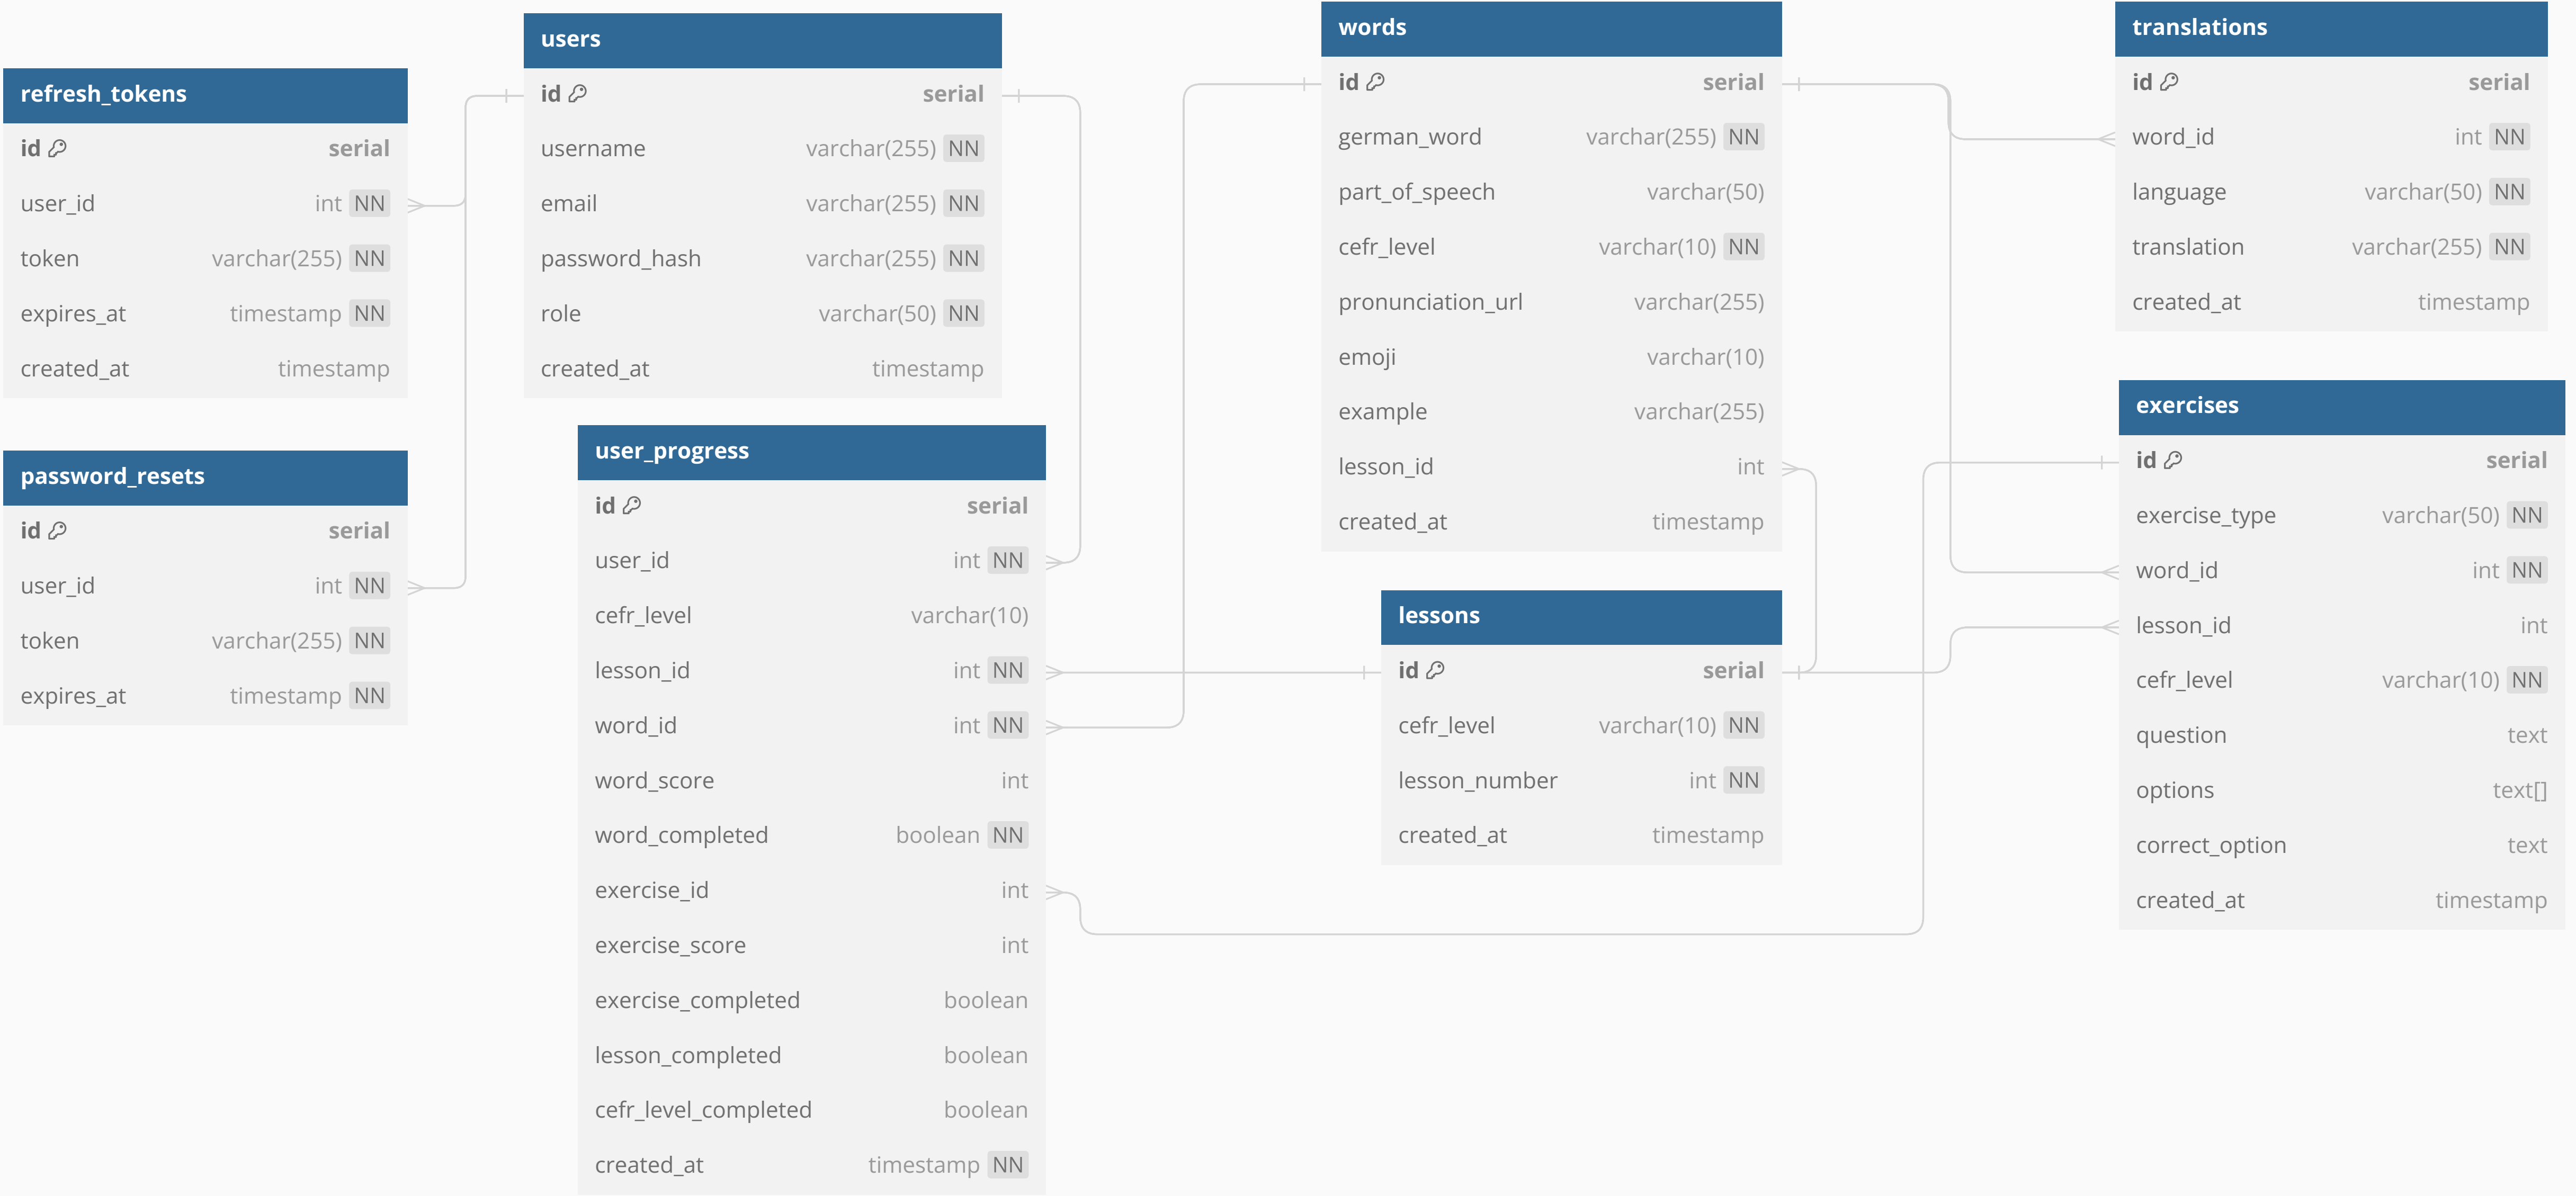 refresh_tokens
id serial
user_id int NN
token varchar(255) NN
expires_at timestamp NN
created_at timestamp
password_resets
id serial
user_id int NN
token varchar(255) NN
expires_at timestamp NN
users
id serial
username varchar(255) NN
email varchar(255) NN
password_hash varchar(255) NN
role varchar(50) NN
created_at timestamp
user_progress
id serial
user_id int NN
cefr_level varchar(10)
lesson_id int NN
word_id int NN
word_score int
word_completed boolean NN
exercise_id int
exercise_score int
exercise_completed boolean
lesson_completed boolean
cefr_level_completed boolean
created_at timestamp NN
words
id serial
german_word varchar(255) NN
part_of_speech varchar(50)
cefr_level varchar(10) NN
pronunciation_url varchar(255)
emoji varchar(10)
example varchar(255)
lesson_id int
created_at timestamp
lessons
id serial
cefr_level varchar(10) NN
lesson_number int NN
created_at timestamp
translations
id serial
word_id int NN
language varchar(50) NN
translation varchar(255) NN
created_at timestamp
exercises
id serial
exercise_type varchar(50) NN
word_id int NN
lesson_id int
cefr_level varchar(10) NN
question text
options text[]
correct_option text
created_at timestamp